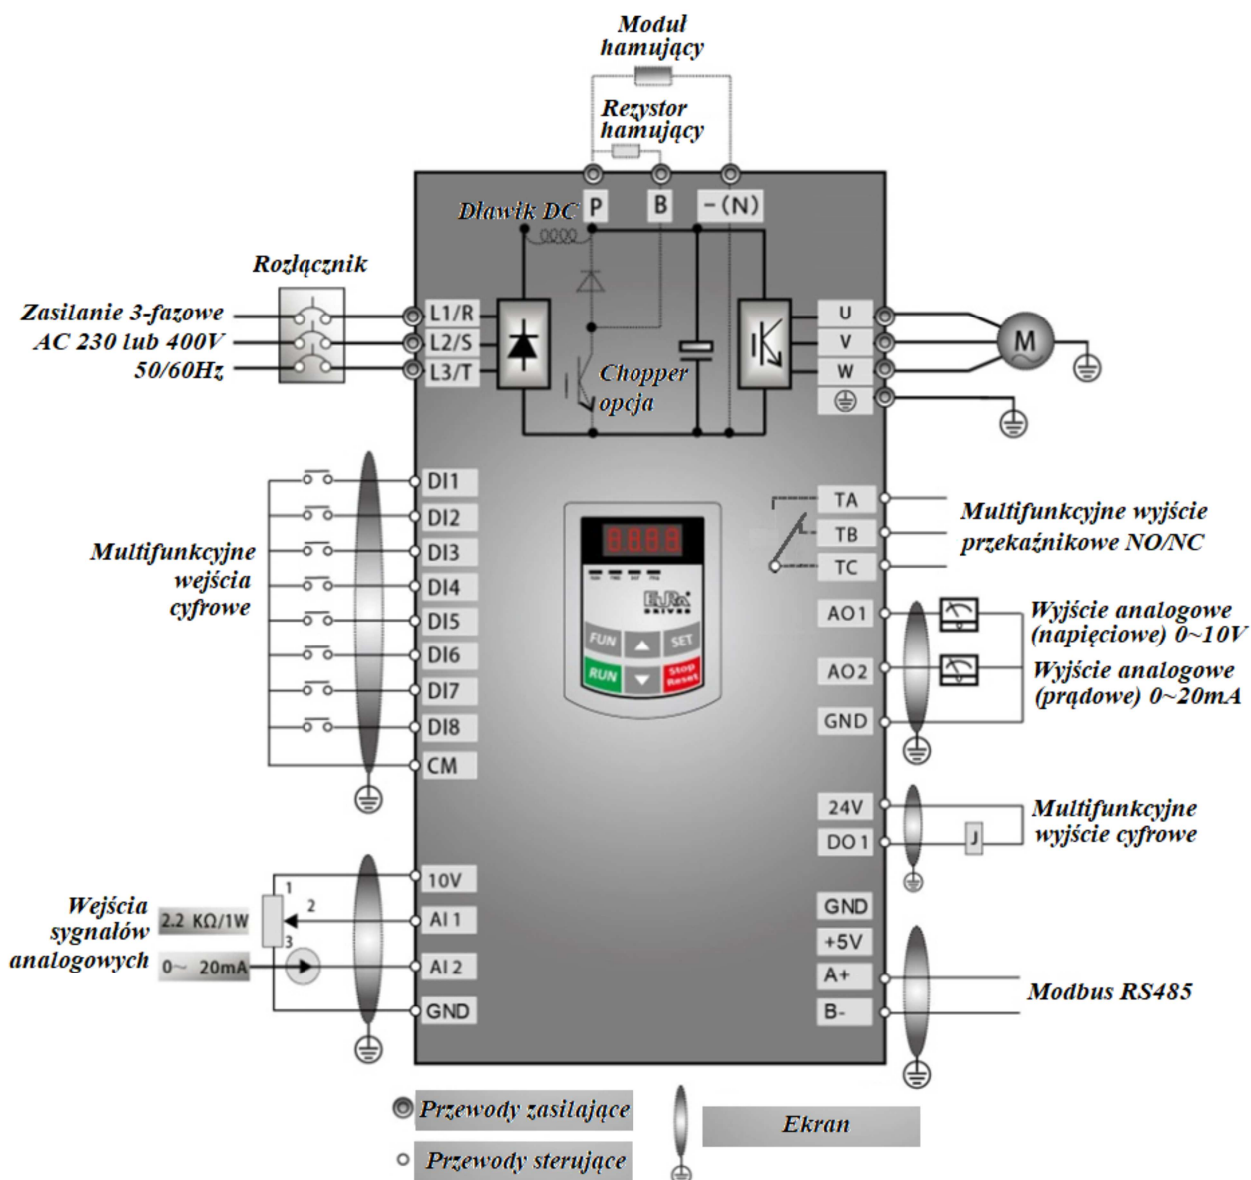 Moduł
hamujący
Rezystor
hamujący
P
B
-(N)
Dławik DC
Rozłącznik
Zasilanie 3-fazowe
AC 230 lub 400V
50/60Hz
L1/R
L2/S
L3/T
Chopper
opcja
U
V
W
M
Multifunkcyjne
wejścia
cyfrowe
DI1
DI2
DI3
DI4
DI5
DI6
DI7
DI8
CM
8.8.8.8
FUN
SET
RUN
Stop
Reset
TA
TB
TC
Multifunkcyjne wyjście
przekaźnikowe NO/NC
AO1
AO2
GND
Wyjście analogowe
(napięciowe) 0~10V
Wyjście analogowe
(prądowe) 0~20mA
24V
DO1
J
Multifunkcyjne
wyjście cyfrowe
Wejścia
sygnałów
analogowych
2.2 KΩ/1W
0~ 20mA
1
2
3
10V
AI1
AI2
GND
GND
+5V
A+
B-
Modbus RS485
Przewody zasilające
Przewody sterujące
Ekran